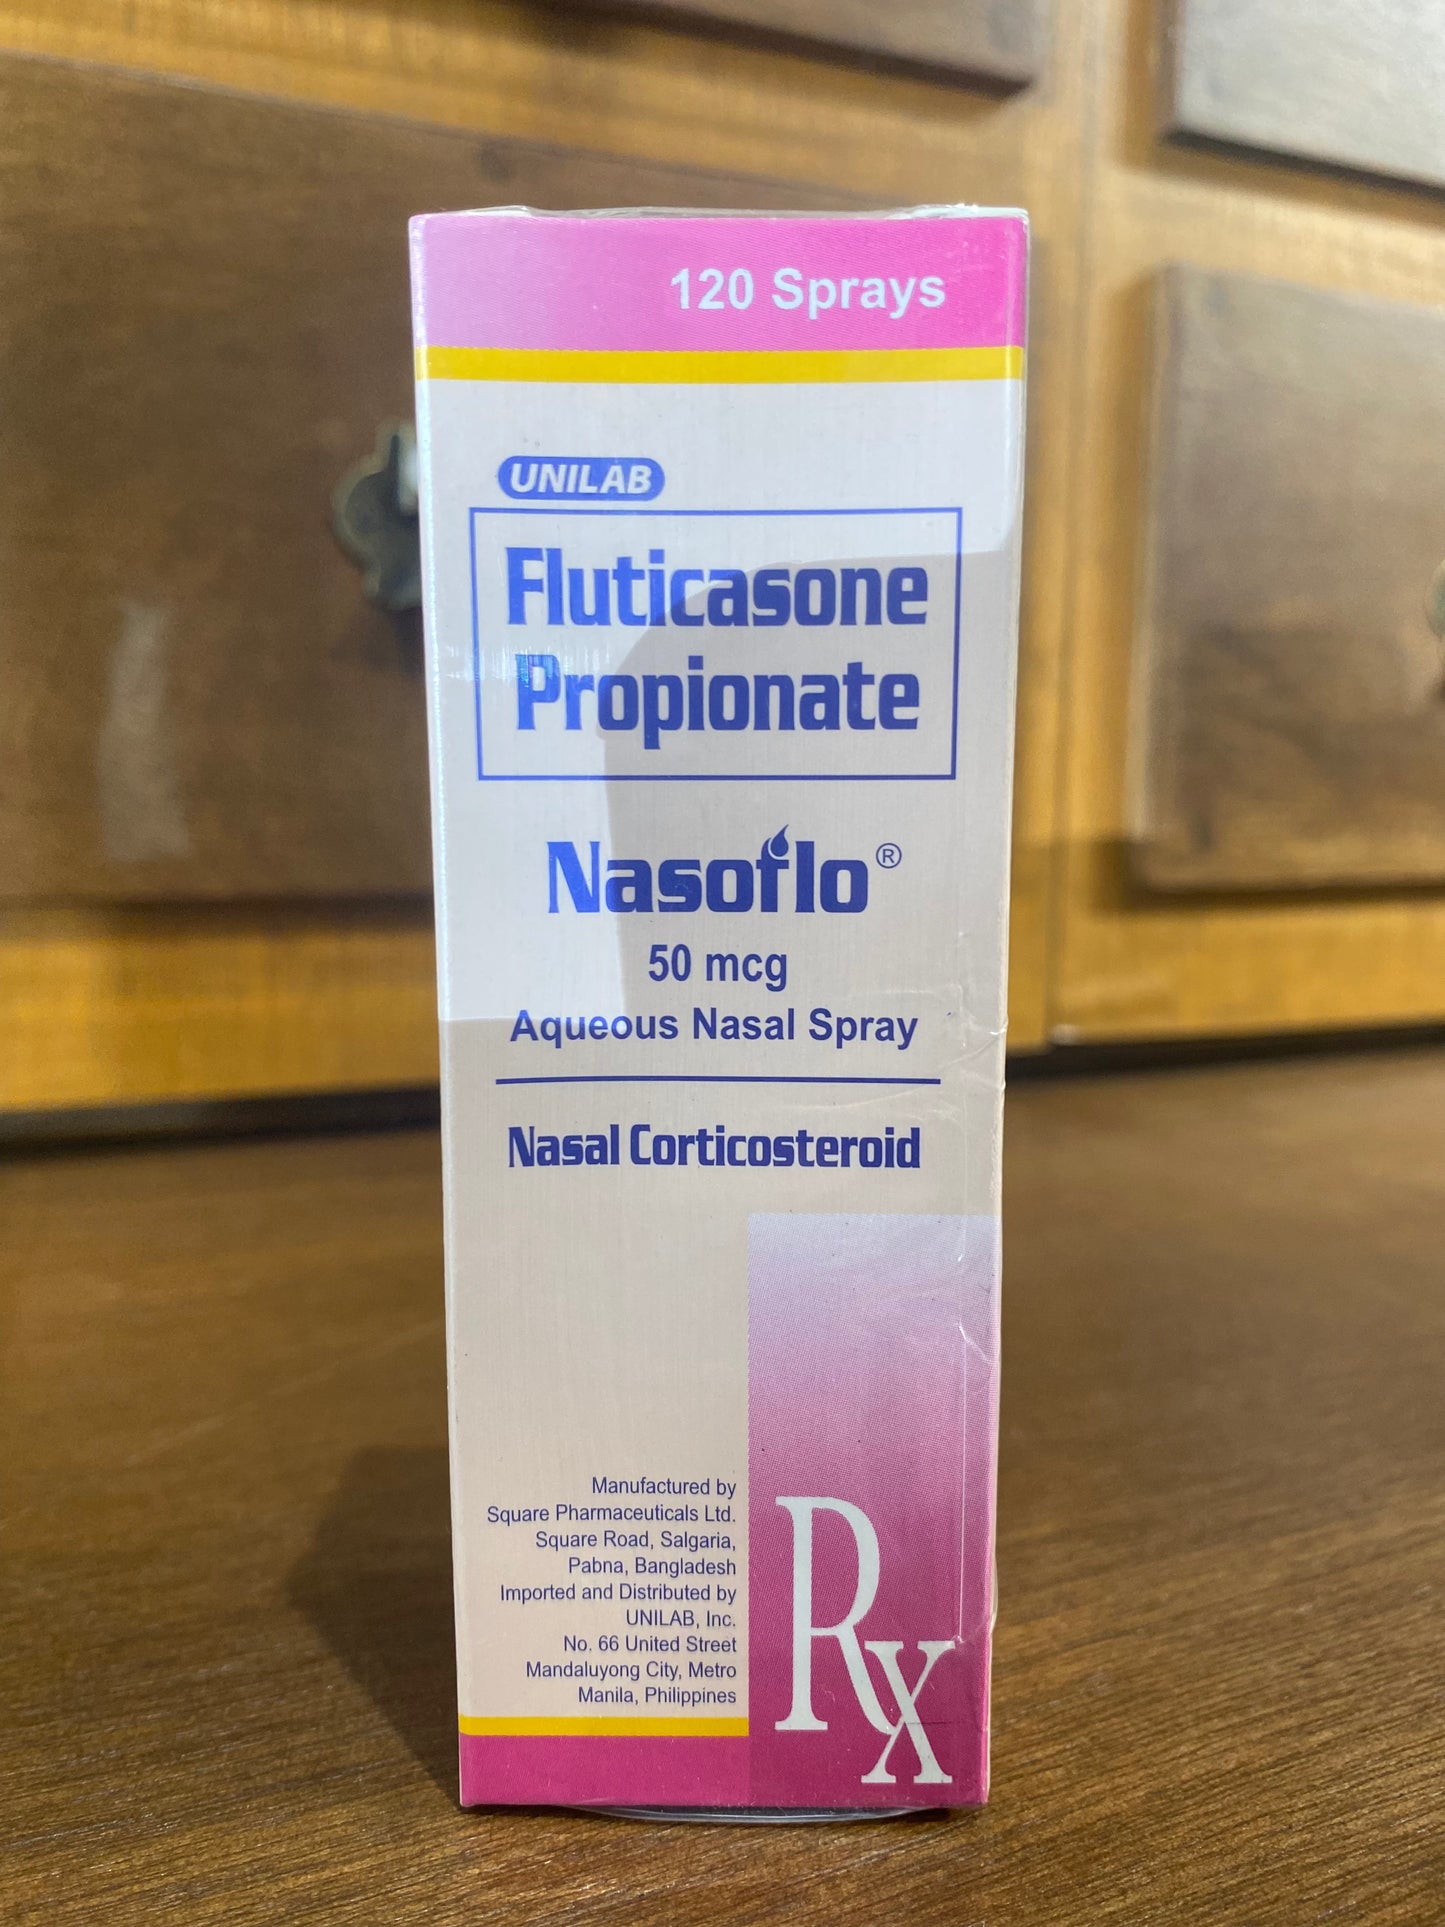 120 Sprays
UNILAB
Fluticasone
Propionate
Nasoflo®
50 mcg
Aqueous Nasal Spray
Nasal Corticosteroid
Manufactured by
Square Pharmaceuticals Ltd.
Square Road, Salgaria,
Pabna, Bangladesh
Imported and Distributed by
UNILAB, Inc.
No. 66 United Street
Mandaluyong City, Metro
Manila, Philippines
Rx